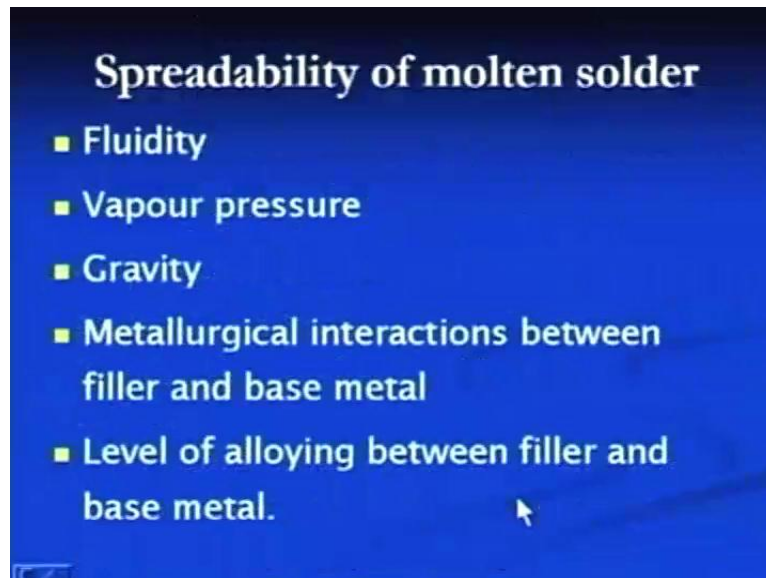 Spreadability of molten solder
Fluidity
Vapour pressure
Gravity
Metallurgical interactions between
filler and base metal
Level of alloying between filler and
base metal.